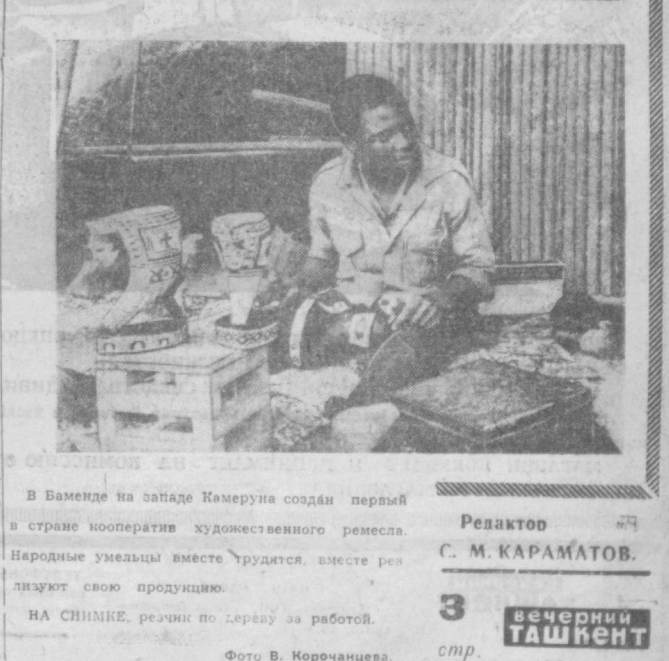 В Баменде на западе Камеруна создан первый
в стране кооператив художественного ремесла.
Народные умельцы вместе трудятся, вместе реа
лизуют свою продукцию.
НА СНИМКЕ, резчик по дереву за работой.
Фото В. Корочанцева.
Редактор
С. М. КАРАМАТОВ.
3
стр.
вечерний
ТАШКЕНТ